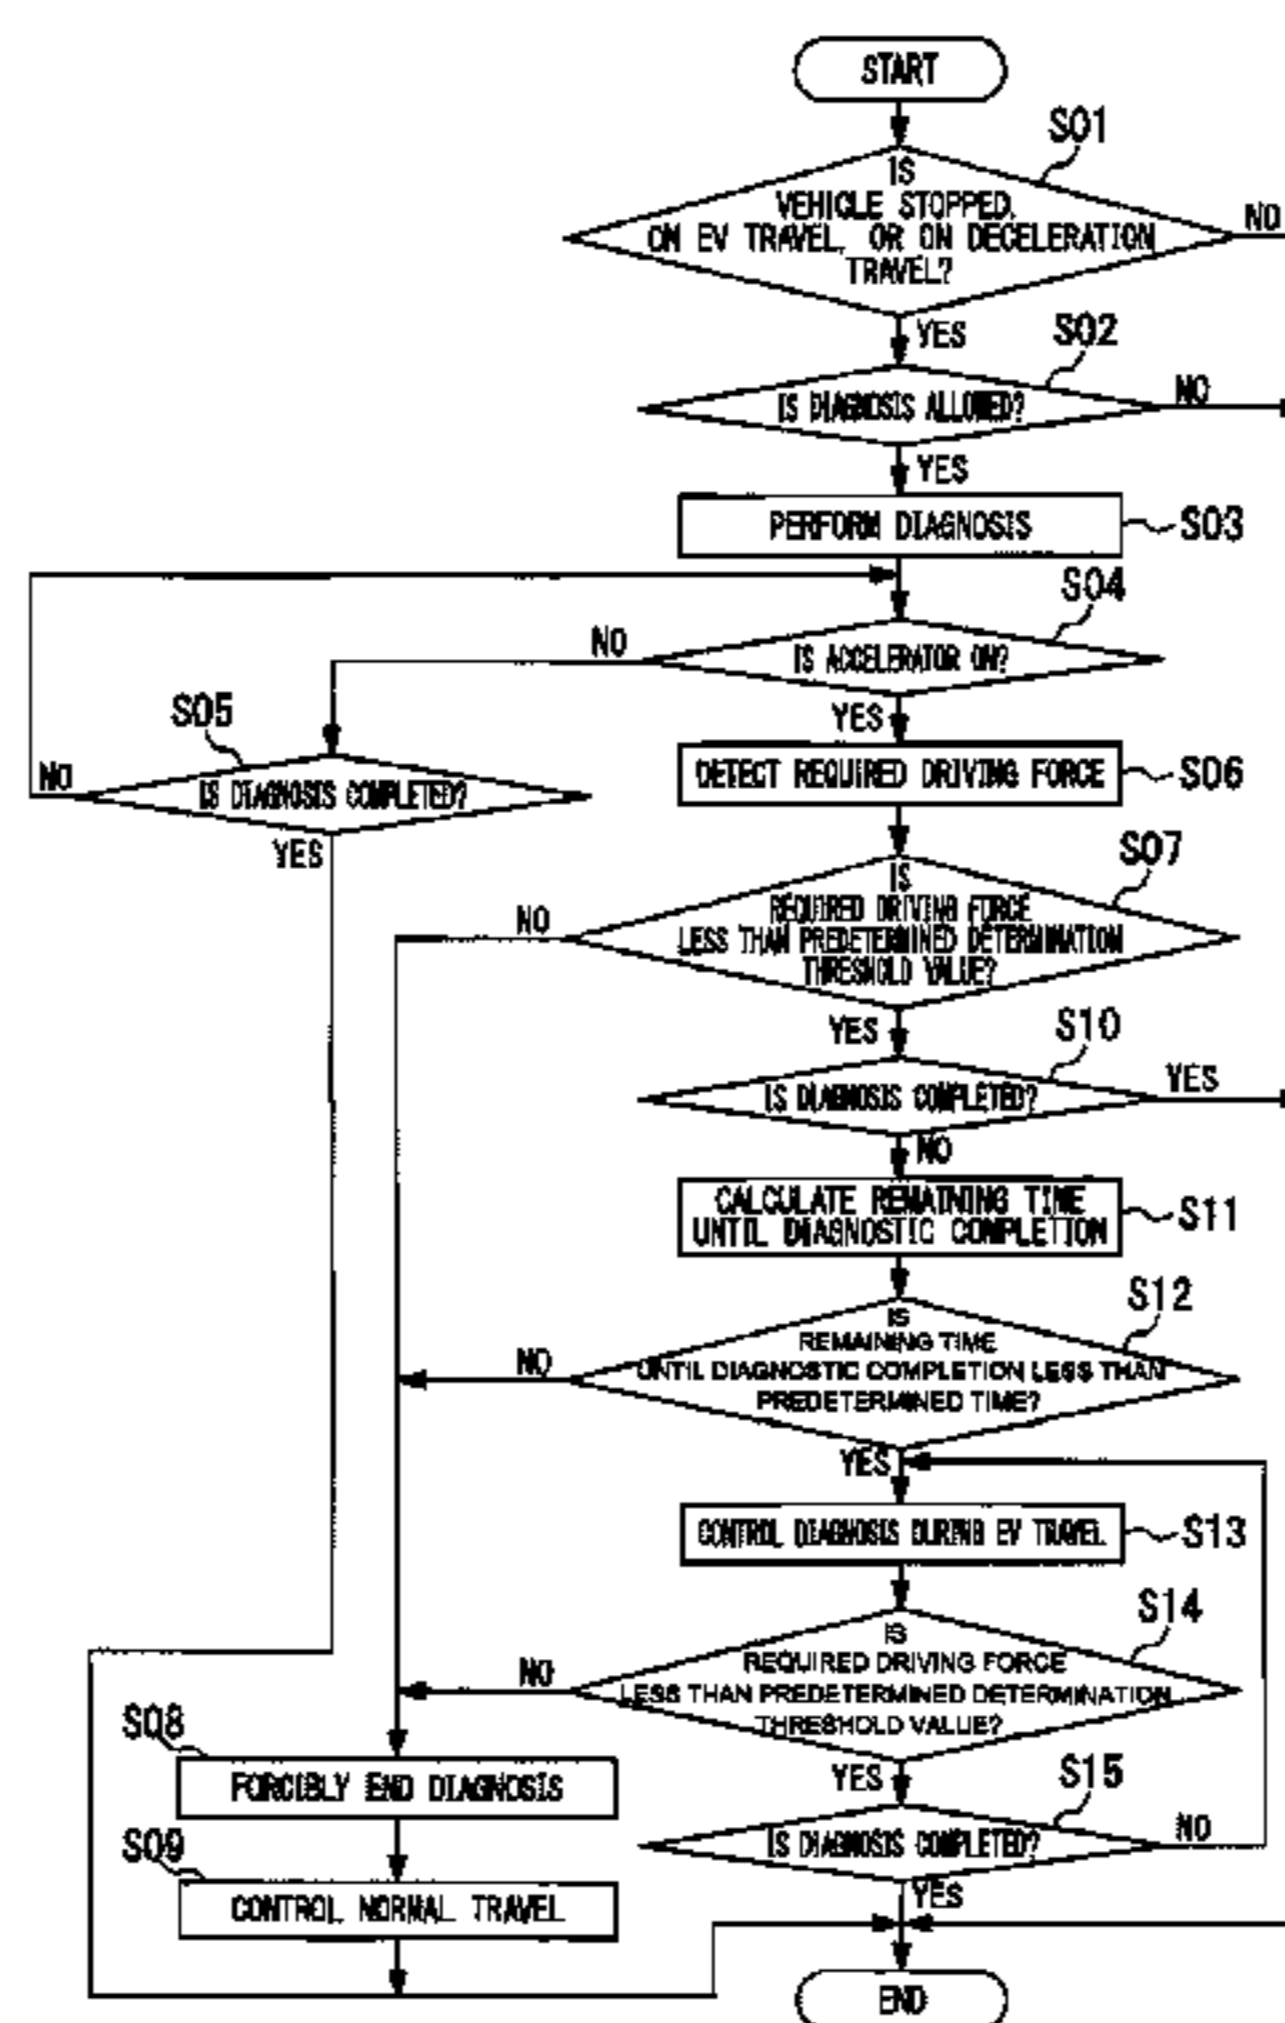 START
S01
IS
VEHICLE STOPPED,
ON EV TRAVEL, OR ON DECELERATION
TRAVEL?
NO
YES
S02
IS DIAGNOSIS ALLOWED?
NO
YES
PERFORM DIAGNOSIS
S03
S04
IS ACCELERATOR ON?
NO
YES
S05
IS DIAGNOSIS COMPLETED?
NO
YES
DETECT REQUIRED DRIVING FORCE
S06
S07
IS
REQUIRED DRIVING FORCE
LESS THAN PREDETERMINED DETERMINATION
THRESHOLD VALUE?
NO
YES
S10
IS DIAGNOSIS COMPLETED?
YES
NO
CALCULATE REMAINING TIME
UNTIL DIAGNOSTIC COMPLETION
S11
S12
IS
REMAINING TIME
UNTIL DIAGNOSTIC COMPLETION LESS THAN
PREDETERMINED TIME?
NO
YES
CONTROL DIAGNOSIS DURING EV TRAVEL
S13
S14
IS
REQUIRED DRIVING FORCE
LESS THAN PREDETERMINED DETERMINATION
THRESHOLD VALUE?
NO
YES
S08
FORCIBLY END DIAGNOSIS
S15
IS DIAGNOSIS COMPLETED?
NO
YES
S09
CONTROL NORMAL TRAVEL
END